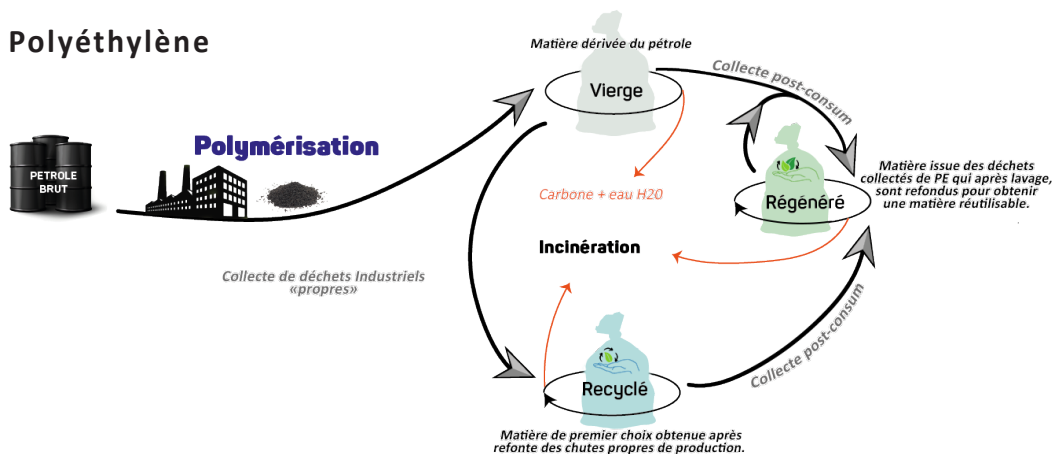 Polyéthylène
Matière dérivée du pétrole
Collecte post-consum
Vierge
Polymérisation
PETROLE
BRUT
Matière issue des déchets
collectés de PE qui après lavage,
sont refondus pour obtenir
une matière réutilisable.
Carbone + eau H20
Régénéré
Incinération
Collecte de déchets Industriels
«propres»
Collecte post-consum
Recyclé
Matière de premier choix obtenue après
refonte des chutes propres de production.